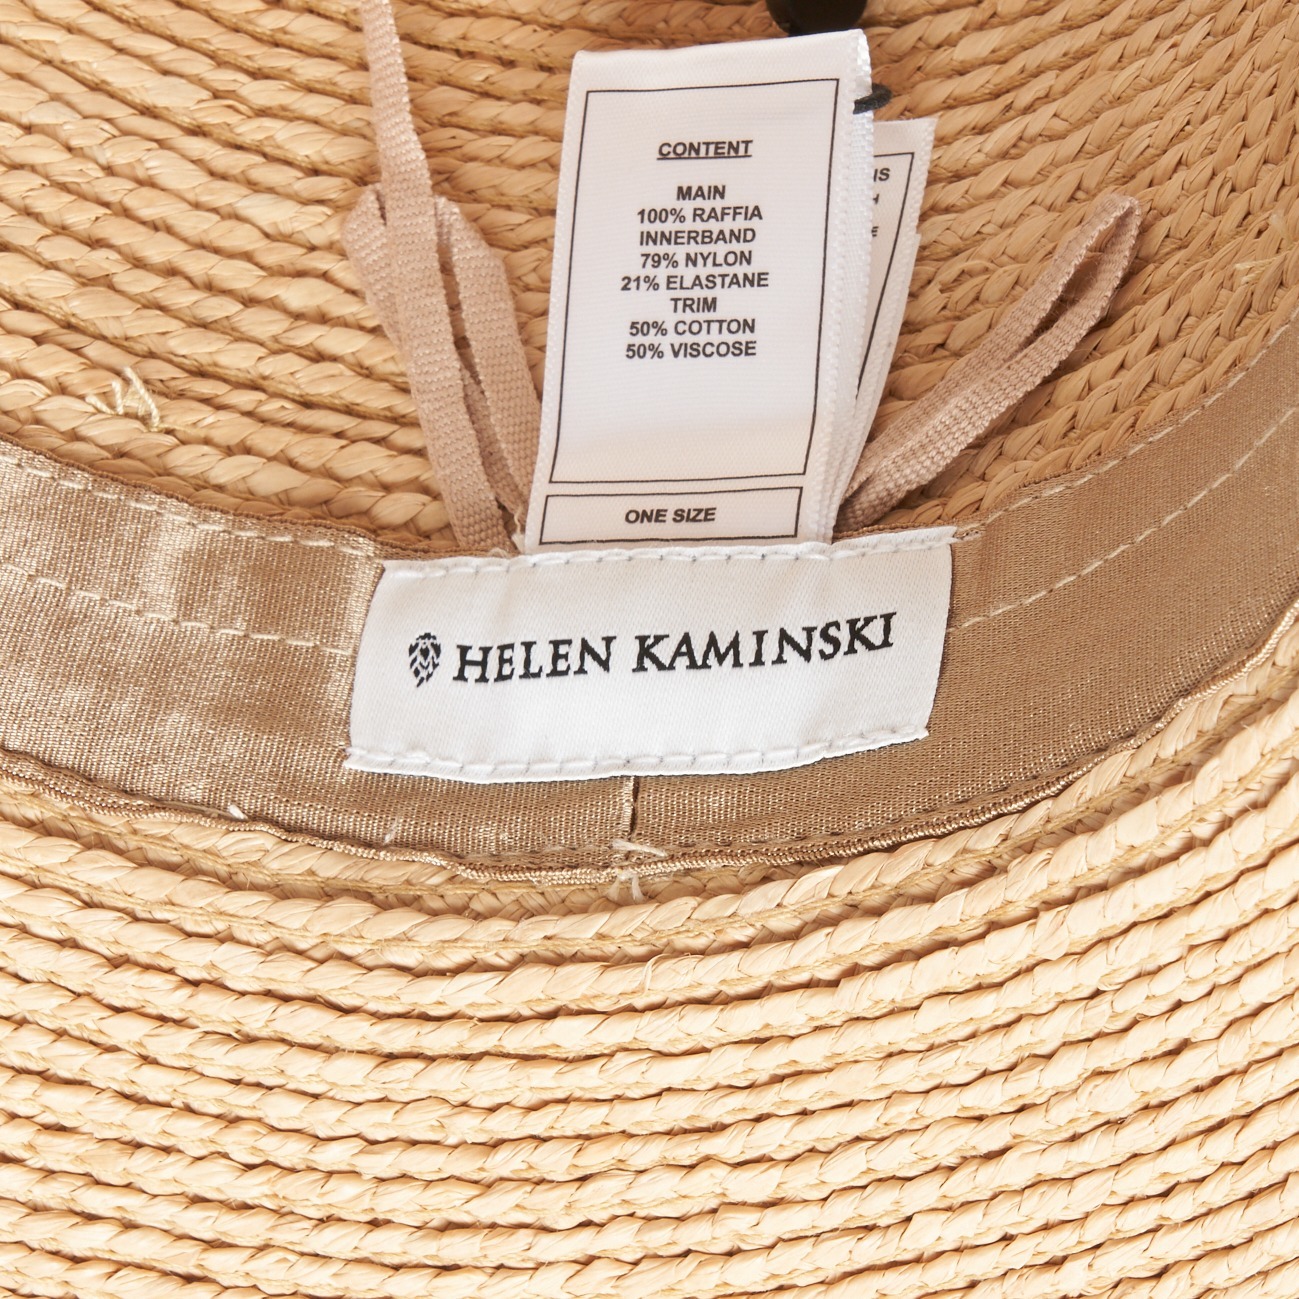 CONTENT
MAIN
100% RAFFIA
INNERBAND
79% NYLON
21% ELASTANE
TRIM
50% COTTON
50% VISCOSE
ONE SIZE
HELEN KAMINSKI